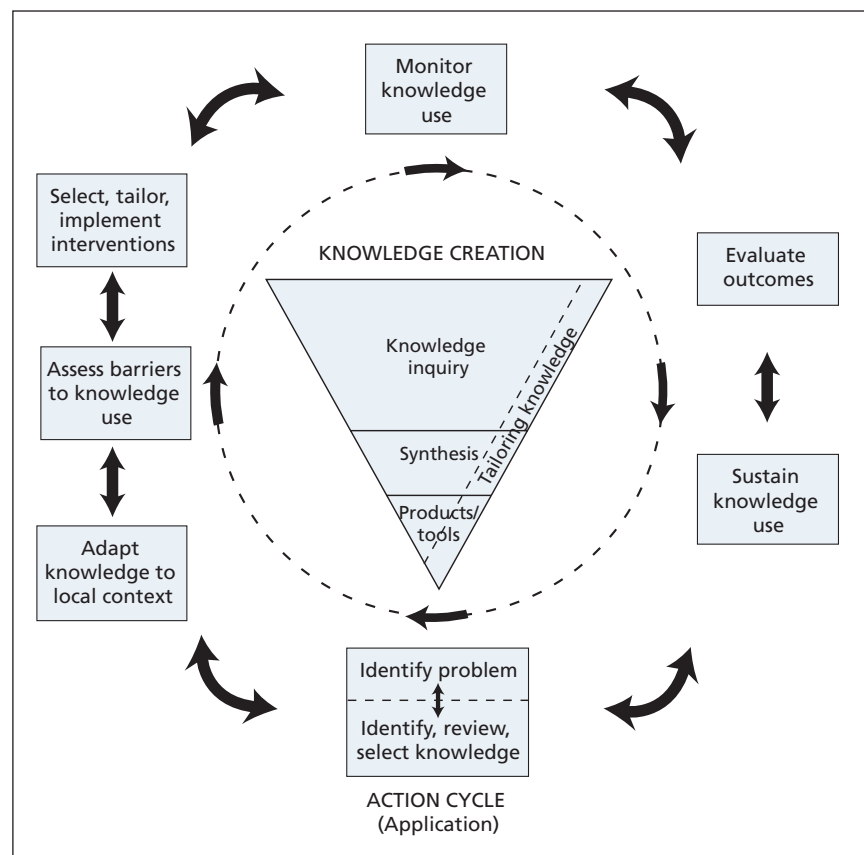 Monitor
knowledge
use
Select, tailor,
implement
interventions
KNOWLEDGE CREATION
Evaluate
outcomes
Knowledge
inquiry
Tailoring knowledge
Assess barriers
to knowledge
use
Synthesis
Sustain
knowledge
use
Products/
tools
Adapt
knowledge to
local context
Identify problem
Identify, review,
select knowledge
ACTION CYCLE
(Application)